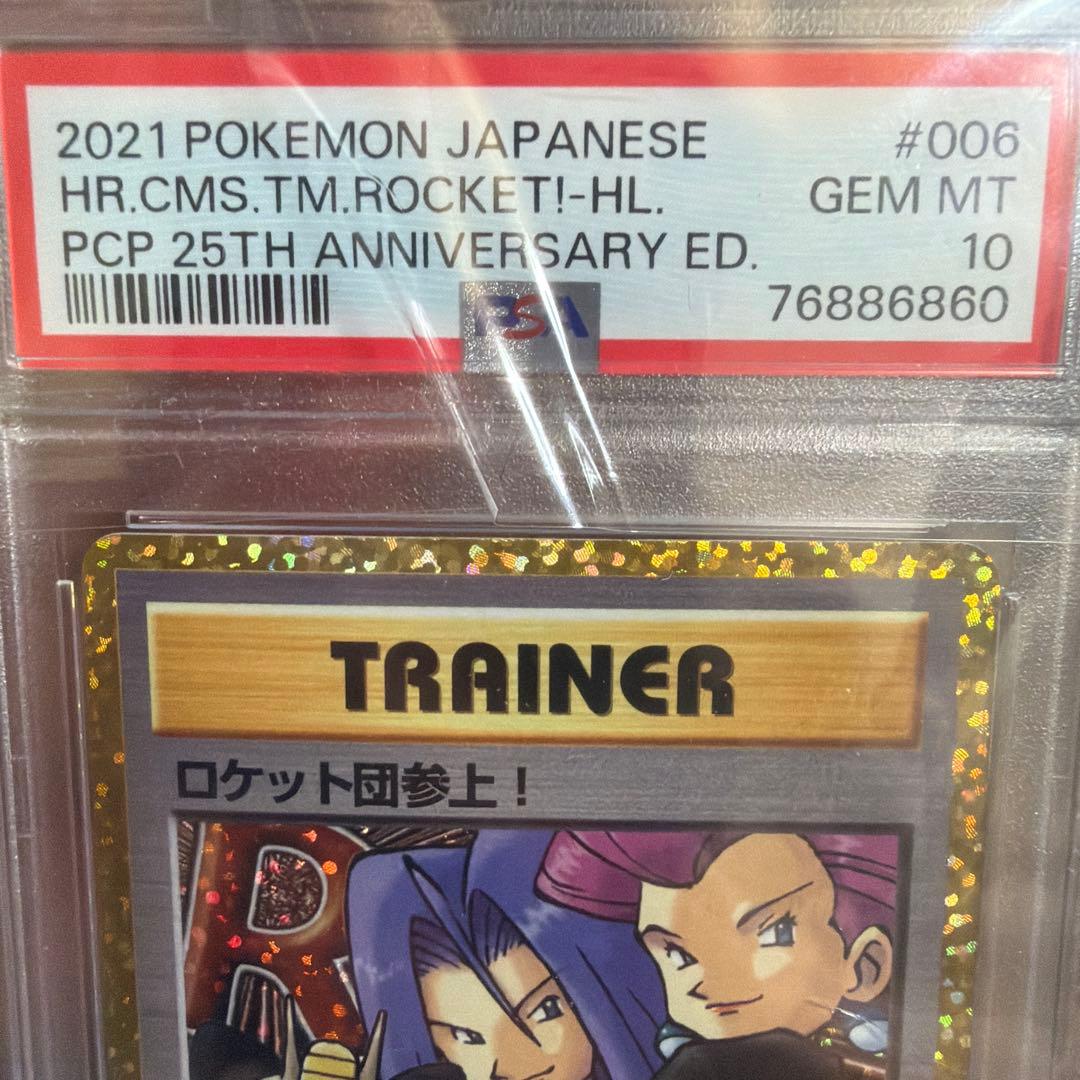 2021 POKEMON JAPANESE #006
HR.CMS.TM.ROCKET!-HL. GEM MT
PCP 25TH ANNIVERSARY ED. 10
76886860
PSA
TRAINER
ロケット団参上!
R